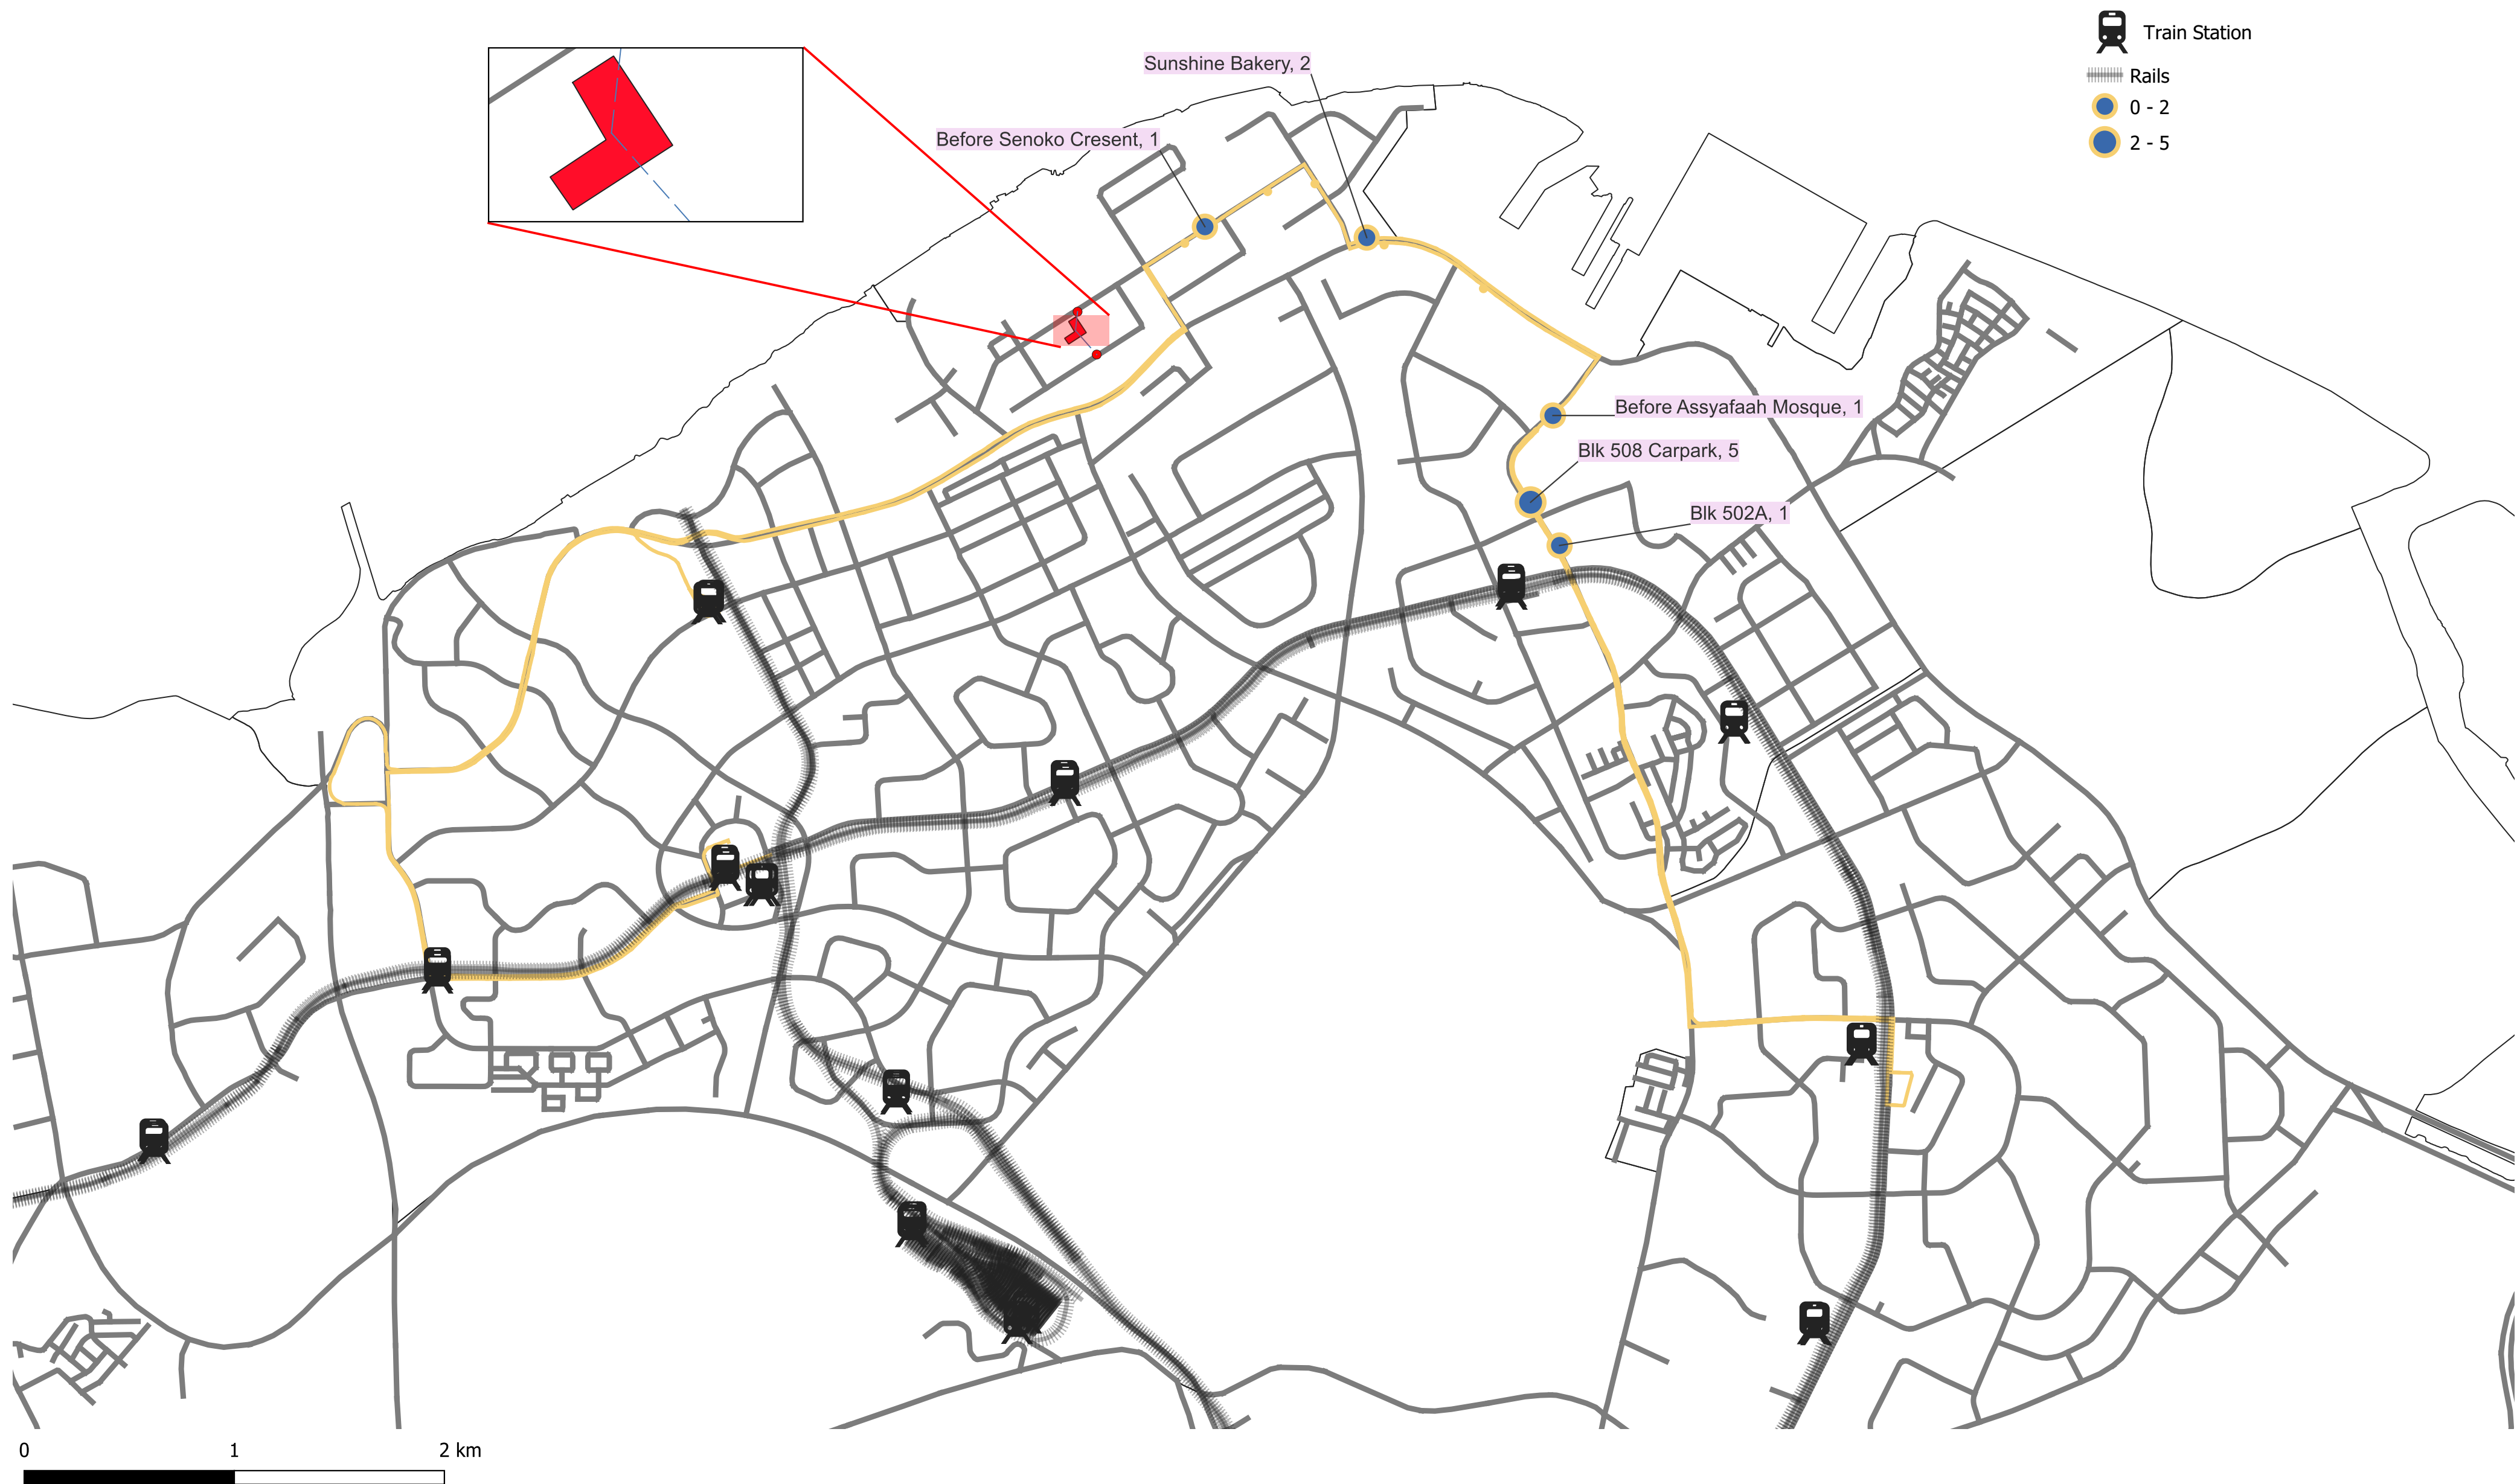 Train Station
Rails
0 - 2
2 - 5
Sunshine Bakery, 2
Before Senoko Cresent, 1
Before Assyafaah Mosque, 1
Blk 508 Carpark, 5
Blk 502A, 1
0 1 2 km